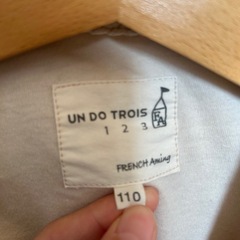 UN DO TROIS
1 2 3
FRENCH Aming
110